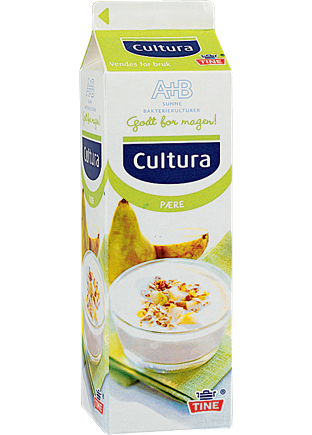 Cultura
Vendes før bruk
TINE
A+B
SUNNE
BAKTERIEKULTURER
Godt for magen!
Cultura
PÆRE
TINE